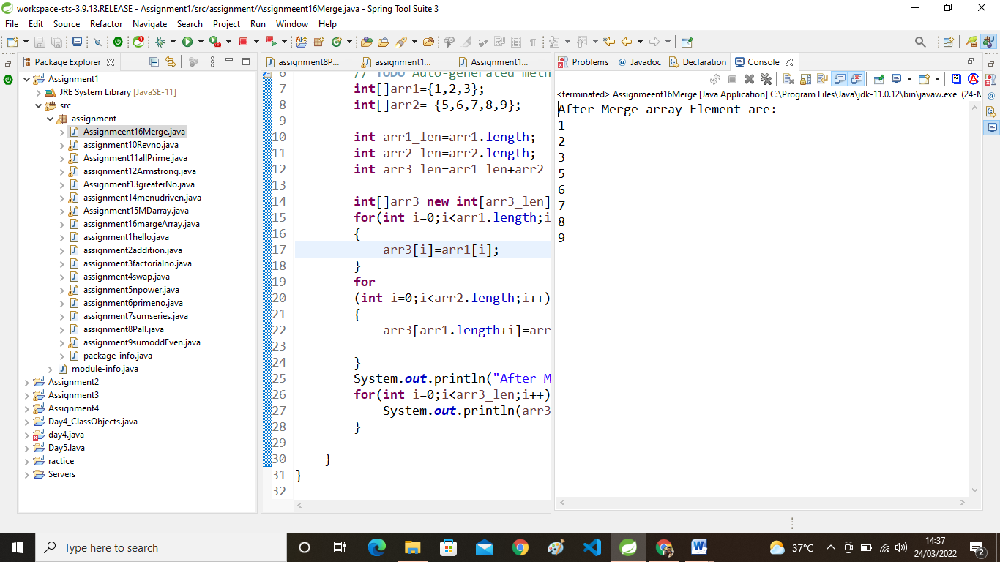 workspace-sts-3.9.13.RELEASE - Assignment1/src/assignment/Assignmeent16Merge.java - Spring Tool Suite 3
File Edit Source Refactor Navigate Search Project Run Window Help
Package Explorer
Assignment1
JRE System Library [JavaSE-11]
src
assignment
Assignmeent16Merge.java
assignment10Revno.java
Assignment11allPrime.java
assignment12Armstrong.java
Assignment13greaterNo.java
assignment14menudriven.java
Assignment15MDarray.java
assignment16margeArray.java
assignment1hello.java
assignment2addition.java
assignment3factorialno.java
assignment4swap.java
assignment5npower.java
assignment6primeno.java
assignment7sumseries.java
assignment8Pall.java
assignment9sumoddEven.java
package-info.java
module-info.java
Assignment2
Assignment3
Assignment4
Day4_ClassObjects.java
day4.java
Day5.lava
ractice
Servers
assignment8P... assignment1... Assignment1...
6 // TODO Auto-generated meth
7 int[]arr1={1,2,3};
8 int[]arr2= {5,6,7,8,9};
9
10 int arr1_len=arr1.length;
11 int arr2_len=arr2.length;
12 int arr3_len=arr1_len+arr2_
13
14 int[]arr3=new int[arr3_len]
15 for(int i=0;i<arr1.length;i
16 {
17 arr3[i]=arr1[i];
18 }
19 for
20 (int i=0;i<arr2.length;i++)
21 {
22 arr3[arr1.length+i]=arr
23
24 }
25 System.out.println("After M
26 for(int i=0;i<arr3_len;i++)
27 System.out.println(arr3
28 }
29
30 }
31 }
32
Problems @ Javadoc Declaration Console
<terminated> Assignmeent16Merge [Java Application] C:\Program Files\Java\jdk-11.0.12\bin\javaw.exe (24-M
After Merge array Element are:
1
2
3
5
6
7
8
9
Type here to search
37°C
14:37
24/03/2022
2